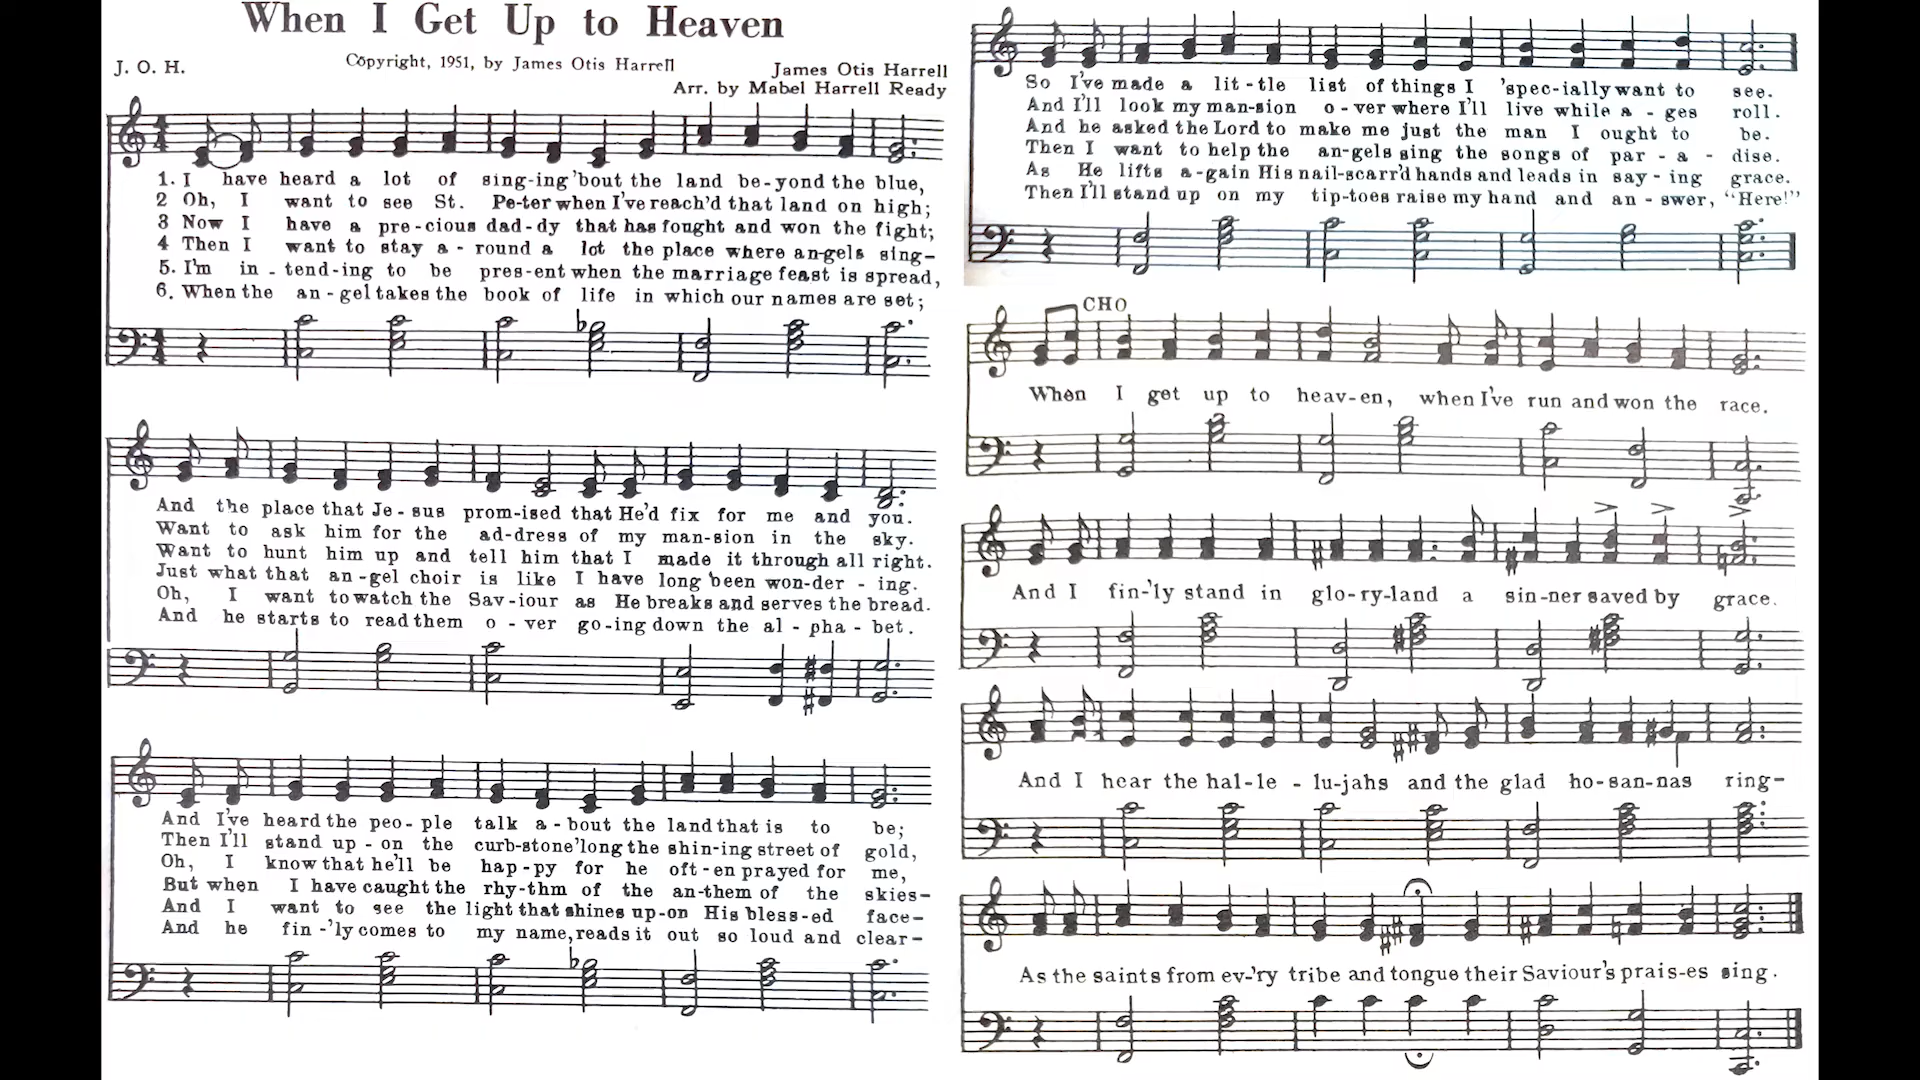 When I Get Up to Heaven
J. O. H.
Copyright, 1951, by James Otis Harrell
James Otis Harrell
Arr. by Mabel Harrell Ready
1. I have heard a lot of sing-ing 'bout the land be-yond the blue,
2 Oh, I want to see St. Pe-ter when I've reach'd that land on high;
3 Now I have a pre-cious dad-dy that has fought and won the fight;
4 Then I want to stay a-round a lot the place where an-gels sing-
5. I'm in-tend-ing to be pres-ent when the marriage feast is spread,
6. When the an-gel takes the book of life in which our names are set;
And the place that Je-sus prom-ised that He'd fix for me and you.
Want to ask him for the ad-dress of my man-sion in the sky.
Want to hunt him up and tell him that I made it through all right.
Just what that an-gel choir is like I have long been won-der-ing.
Oh, I want to watch the Sav-iour as He breaks and serves the bread.
And he starts to read them o-ver go-ing down the al-pha-bet.
And I've heard the peo-ple talk a-bout the land that is to be;
Then I'll stand up-on the curb-stone 'long the shin-ing street of gold,
Oh, I know that he'll be hap-py for he oft-en prayed for me,
But when I have caught the rhy-thm of the an-them of the skies-
And I want to see the light that shines up-on His bless-ed face-
And he fin-'ly comes to my name, reads it out so loud and clear-
So I've made a lit-tle list of things I 'spec-ially want to see.
And I'll look my man-sion o-ver where I'll live while a-ges roll.
And he asked the Lord to make me just the man I ought to be.
Then I want to help the an-gels sing the songs of par-a-dise.
As He lifts a-gain His nail-scarr'd hands and leads in say-ing grace.
Then I'll stand up on my tip-toes raise my hand and an-swer, "Here!"
CHO.
When I get up to heav-en, when I've run and won the race.
And I fin-'ly stand in glo-ry-land a sin-ner saved by grace.
And I hear the hal-le-lu-jahs and the glad ho-san-nas ring-
As the saints from ev-'ry tribe and tongue their Saviour's prais-es sing.